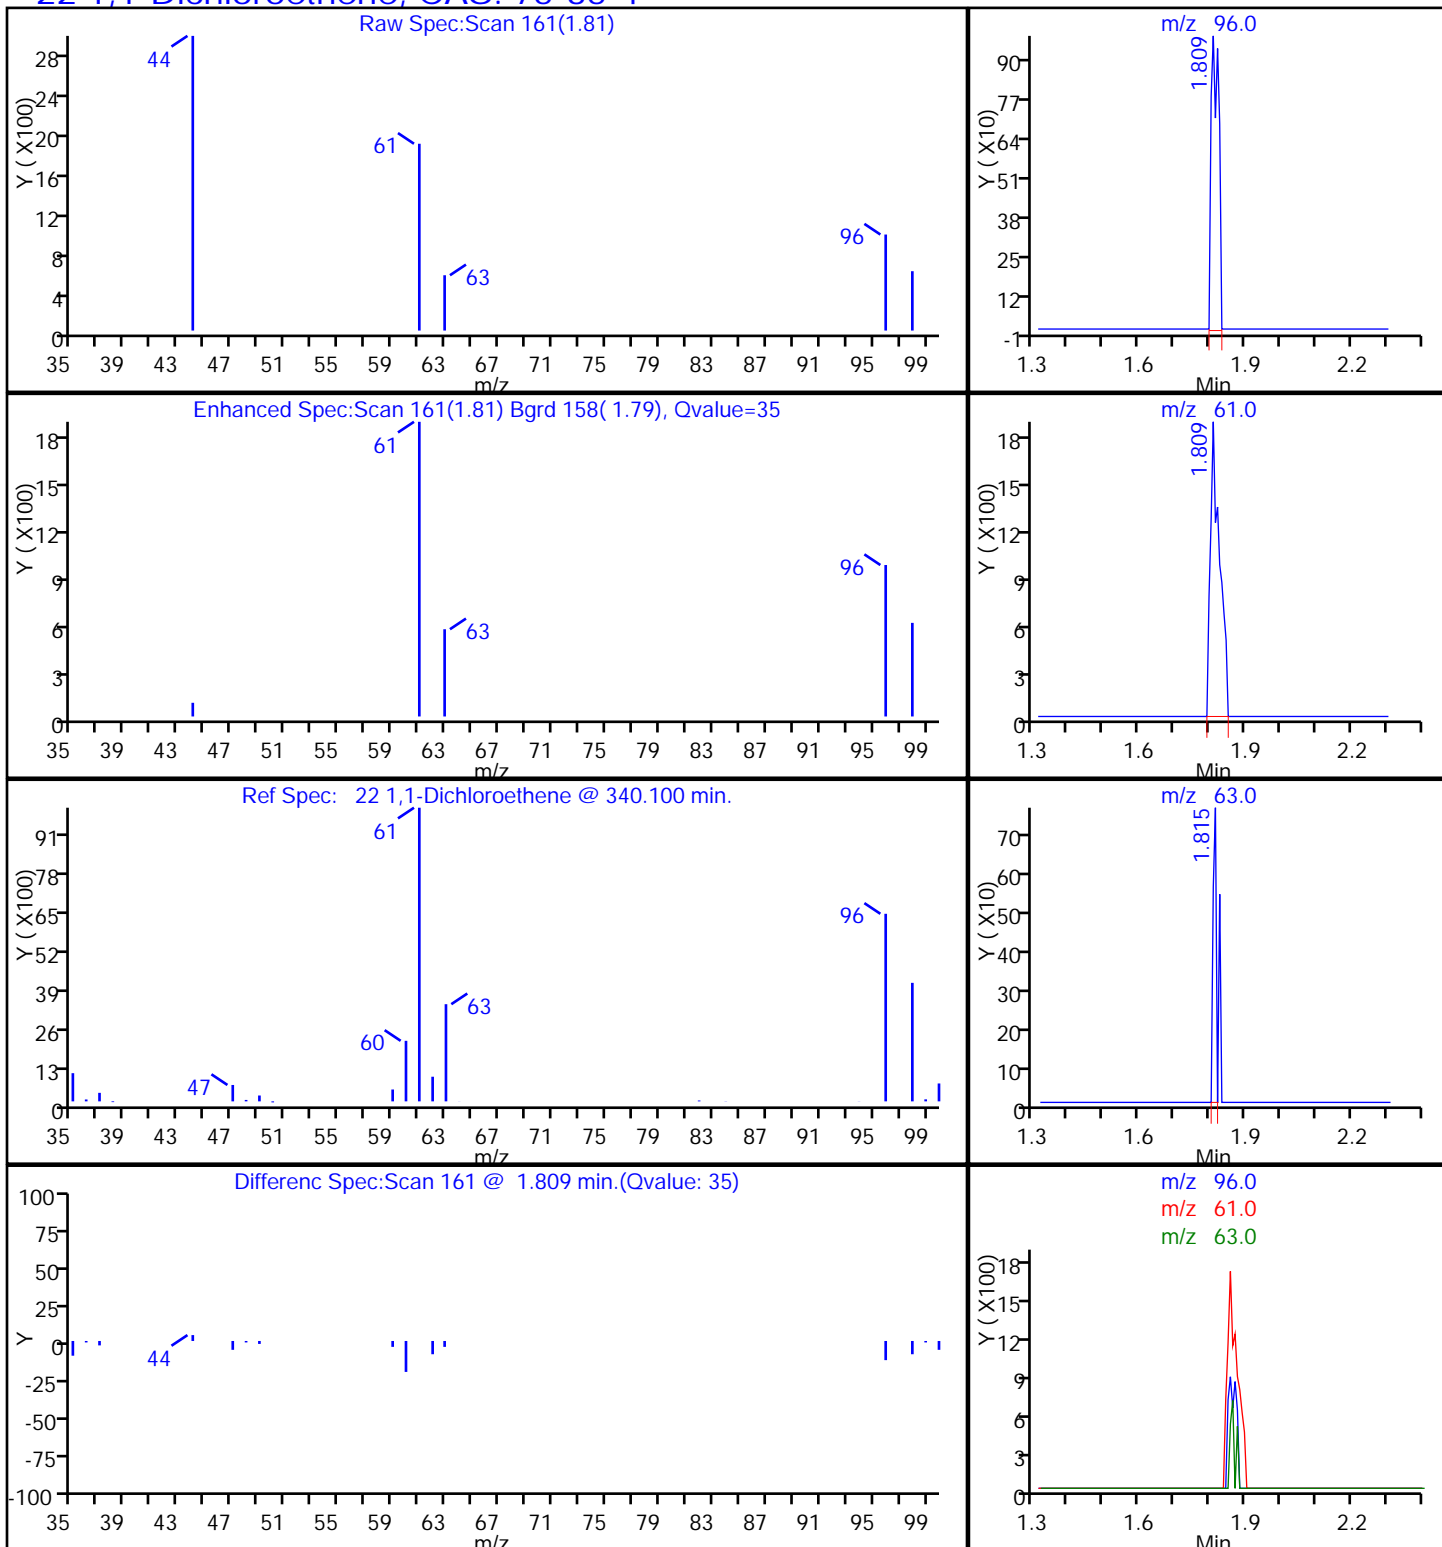 22 1,1-Dichloroethene, CAS: 75-35-4
Raw Spec:Scan 161(1.81)
Y ( X100)
28
24
20
16
12
8
4
0
44
61
63
96
35 39 43 47 51 55 59 63 67 71 75 79 83 87 91 95 99
m/z
m/z 96.0
Y ( X10)
90
77
64
51
38
25
12
-1
1.809
1.3 1.6 1.9 2.2
Min
Enhanced Spec:Scan 161(1.81) Bgrd 158( 1.79), Qvalue=35
Y ( X100)
18
15
12
9
6
3
0
61
63
96
35 39 43 47 51 55 59 63 67 71 75 79 83 87 91 95 99
m/z
m/z 61.0
Y ( X100)
18
15
12
9
6
3
0
1.809
1.3 1.6 1.9 2.2
Min
Ref Spec: 22 1,1-Dichloroethene @ 340.100 min.
Y ( X100)
91
78
65
52
39
26
13
0
47
60
61
63
96
35 39 43 47 51 55 59 63 67 71 75 79 83 87 91 95 99
m/z
m/z 63.0
Y ( X10)
70
60
50
40
30
20
10
0
1.815
1.3 1.6 1.9 2.2
Min
Differenc Spec:Scan 161 @ 1.809 min.(Qvalue: 35)
Y
100
75
50
25
0
-25
-50
-75
-100
44
35 39 43 47 51 55 59 63 67 71 75 79 83 87 91 95 99
m/z
m/z 96.0
m/z 61.0
m/z 63.0
Y ( X100)
18
15
12
9
6
3
0
1.3 1.6 1.9 2.2
Min